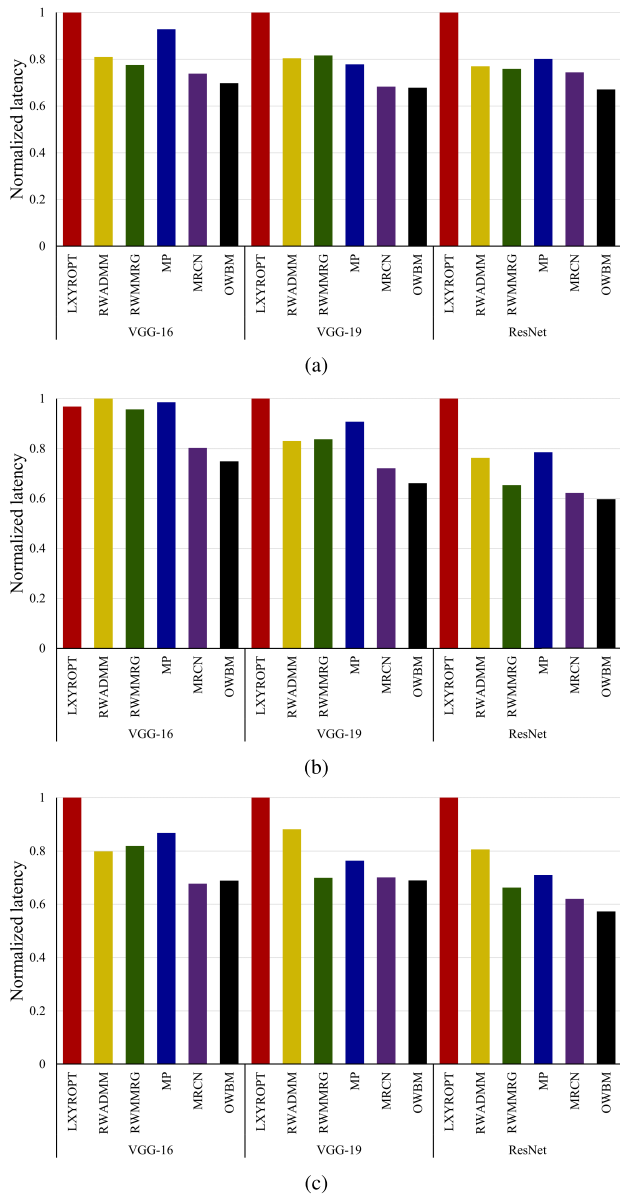 1
0.8
0.6
0.4
0.2
0
Normalized latency
LXYROPT RWADMM RWMMRG MP MRCN OWBM LXYROPT RWADMM RWMMRG MP MRCN OWBM LXYROPT RWADMM RWMMRG MP MRCN OWBM
VGG-16 VGG-19 ResNet
(a)
1
0.8
0.6
0.4
0.2
0
Normalized latency
LXYROPT RWADMM RWMMRG MP MRCN OWBM LXYROPT RWADMM RWMMRG MP MRCN OWBM LXYROPT RWADMM RWMMRG MP MRCN OWBM
VGG-16 VGG-19 ResNet
(b)
1
0.8
0.6
0.4
0.2
0
Normalized latency
LXYROPT RWADMM RWMMRG MP MRCN OWBM LXYROPT RWADMM RWMMRG MP MRCN OWBM LXYROPT RWADMM RWMMRG MP MRCN OWBM
VGG-16 VGG-19 ResNet
(c)